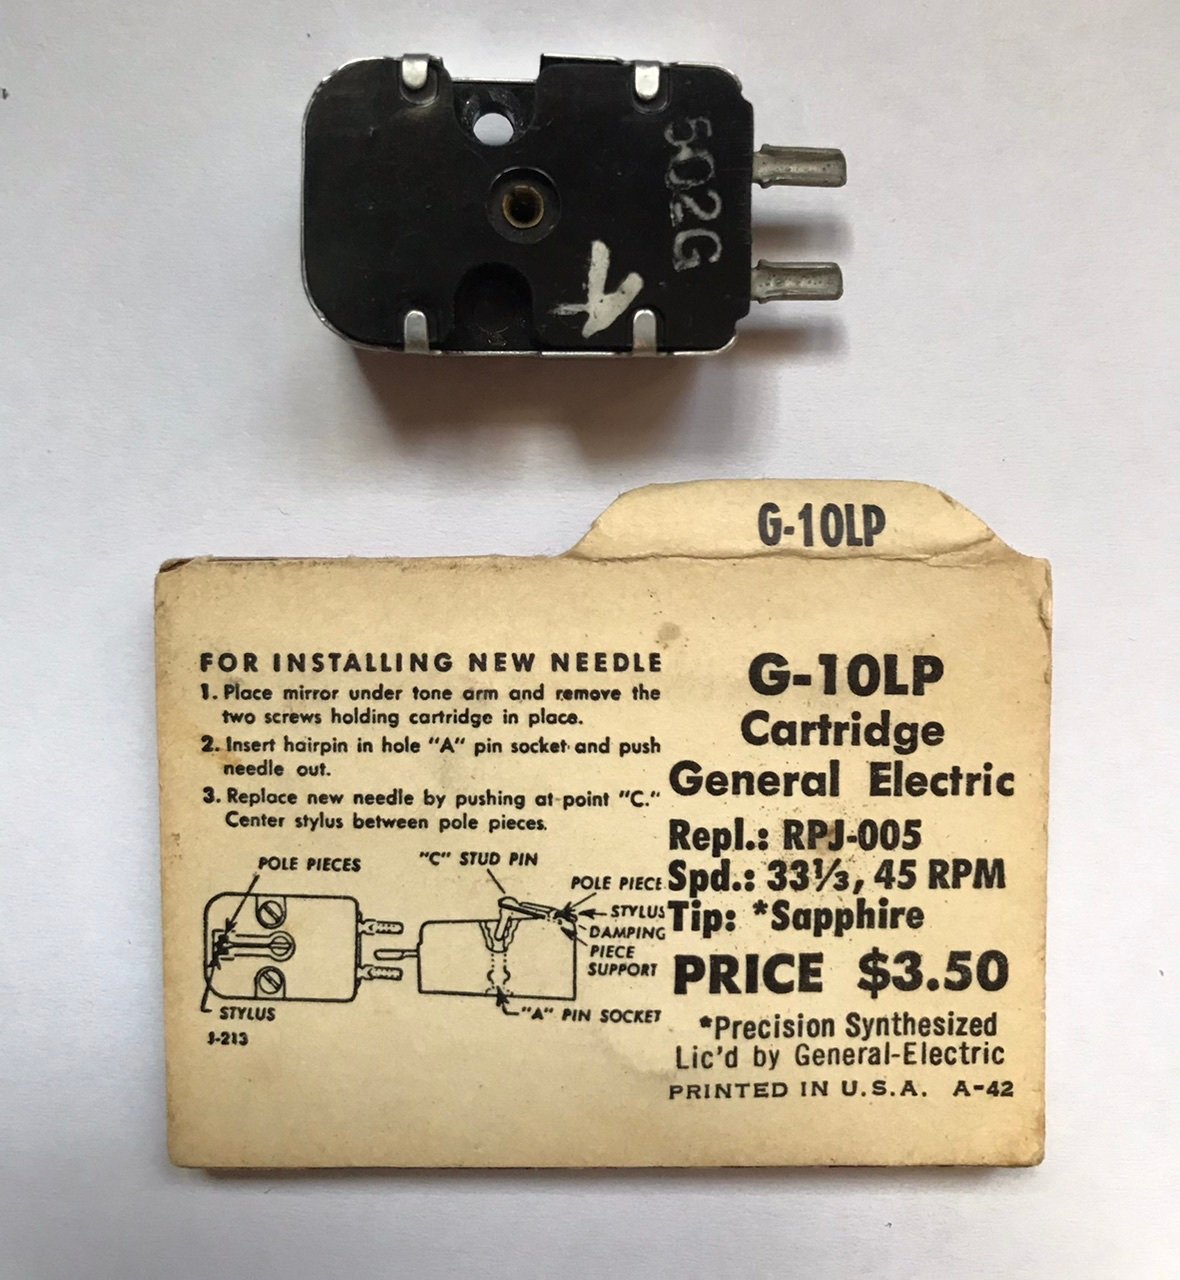 502G
G-10LP
FOR INSTALLING NEW NEEDLE
1. Place mirror under tone arm and remove the
two screws holding cartridge in place.
2. Insert hairpin in hole "A" pin socket and push
needle out.
3. Replace new needle by pushing at point "C."
Center stylus between pole pieces.
POLE PIECES
"C" STUD PIN
POLE PIECE
STYLUS
DAMPING
PIECE
SUPPORT
"A" PIN SOCKET
STYLUS
J-213
G-10LP
Cartridge
General Electric
Repl.: RPJ-005
Spd.: 33⅓, 45 RPM
Tip: *Sapphire
PRICE $3.50
*Precision Synthesized
Lic'd by General-Electric
PRINTED IN U.S.A. A-42